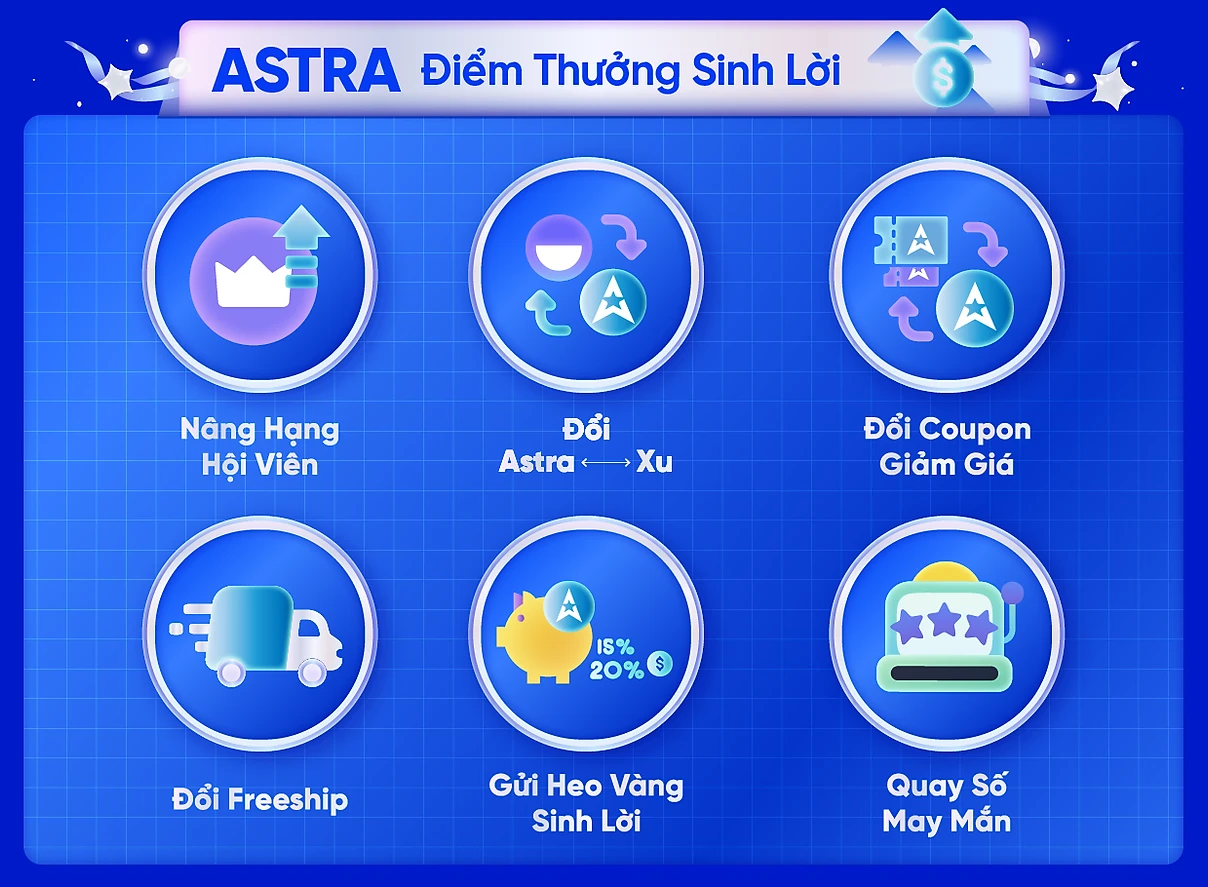 ASTRA Điểm Thưởng Sinh Lời
$
Nâng Hạng
Hội Viên
Đổi
Astra ⟷ Xu
Đổi Coupon
Giảm Giá
15%
20% $
Đổi Freeship
Gửi Heo Vàng
Sinh Lời
Quay Số
May Mắn